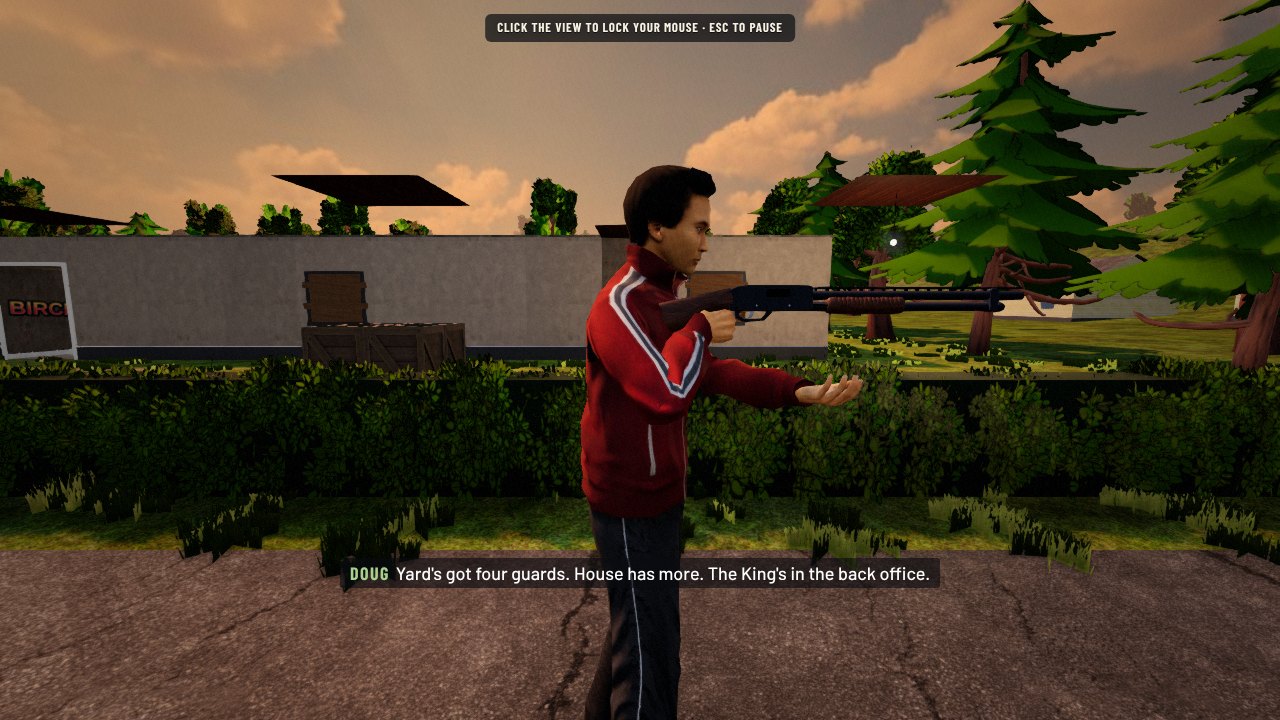 CLICK THE VIEW TO LOCK YOUR MOUSE · ESC TO PAUSE
BIRC
DOUG Yard's got four guards. House has more. The King's in the back office.